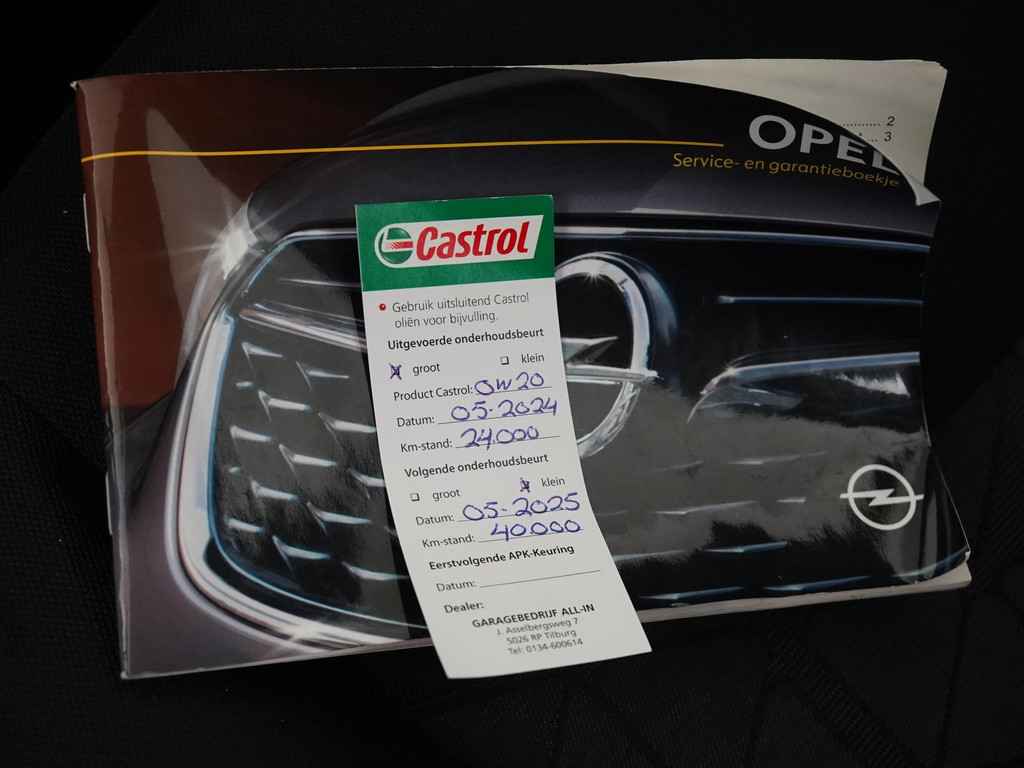 ............ 2
... 3
OPEL
Service- en garantieboekje
Castrol
Gebruik uitsluitend Castrol
oliën voor bijvulling.
Uitgevoerde onderhoudsbeurt
groot klein
Product Castrol: 0W20
Datum: 05-2024
Km-stand: 24.000
Volgende onderhoudsbeurt
groot klein
Datum: 05-2025
Km-stand: 40000
Eerstvolgende APK-Keuring
Datum:
Dealer:
GARAGEBEDRIJF ALL-IN
J. Asselbergsweg 7
5026 RP Tilburg
Tel: 0134-600614